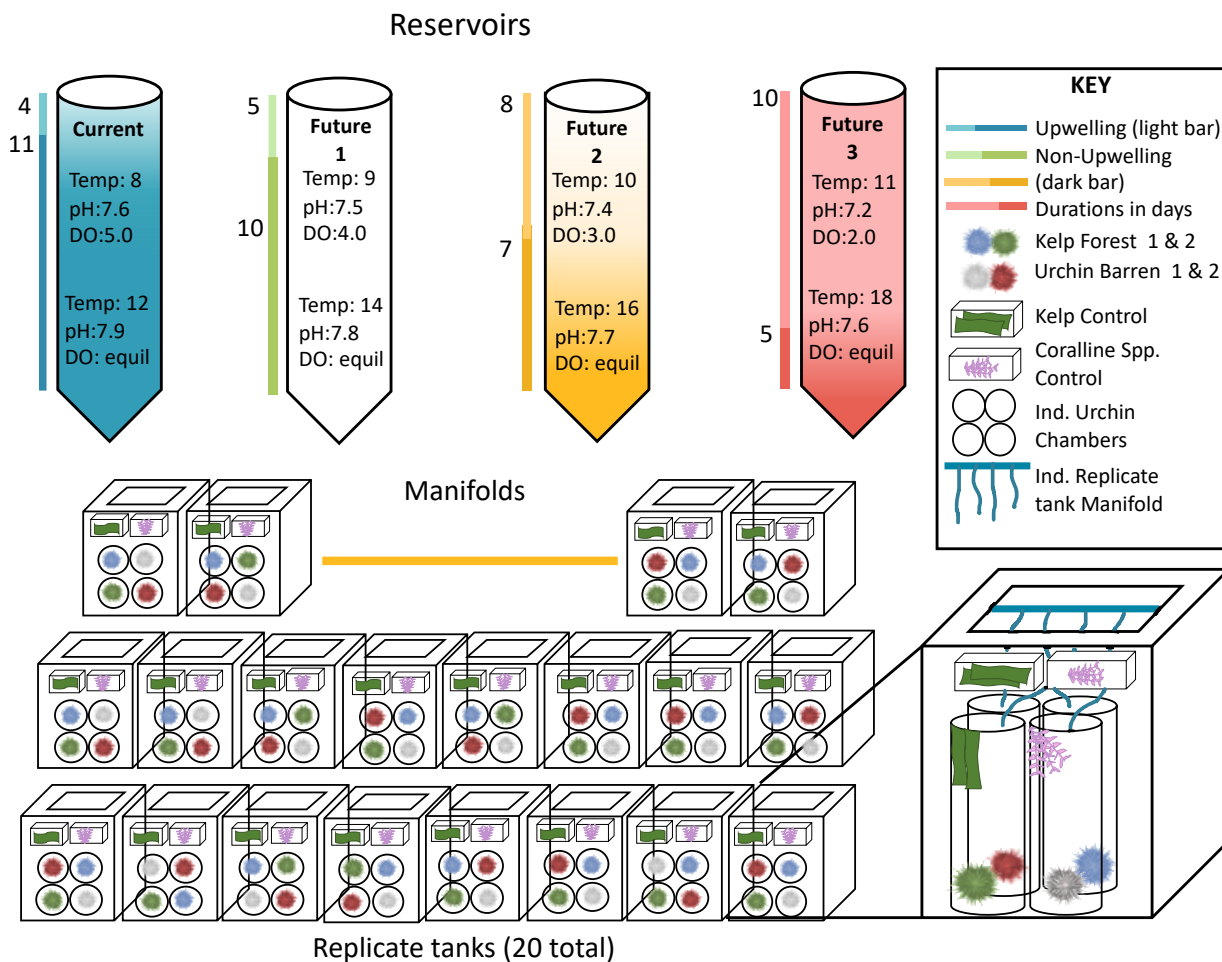 Reservoirs
4
11
Current
Temp: 8
pH:7.6
DO:5.0
Temp: 12
pH:7.9
DO: equil
5
10
Future
1
Temp: 9
pH:7.5
DO:4.0
Temp: 14
pH:7.8
DO: equil
8
7
Future
2
Temp: 10
pH:7.4
DO:3.0
Temp: 16
pH:7.7
DO: equil
10
5
Future
3
Temp: 11
pH:7.2
DO:2.0
Temp: 18
pH:7.6
DO: equil
KEY
Upwelling (light bar)
Non-Upwelling
(dark bar)
Durations in days
Kelp Forest 1 & 2
Urchin Barren 1 & 2
Kelp Control
Coralline Spp.
Control
Ind. Urchin
Chambers
Ind. Replicate
tank Manifold
Manifolds
Replicate tanks (20 total)